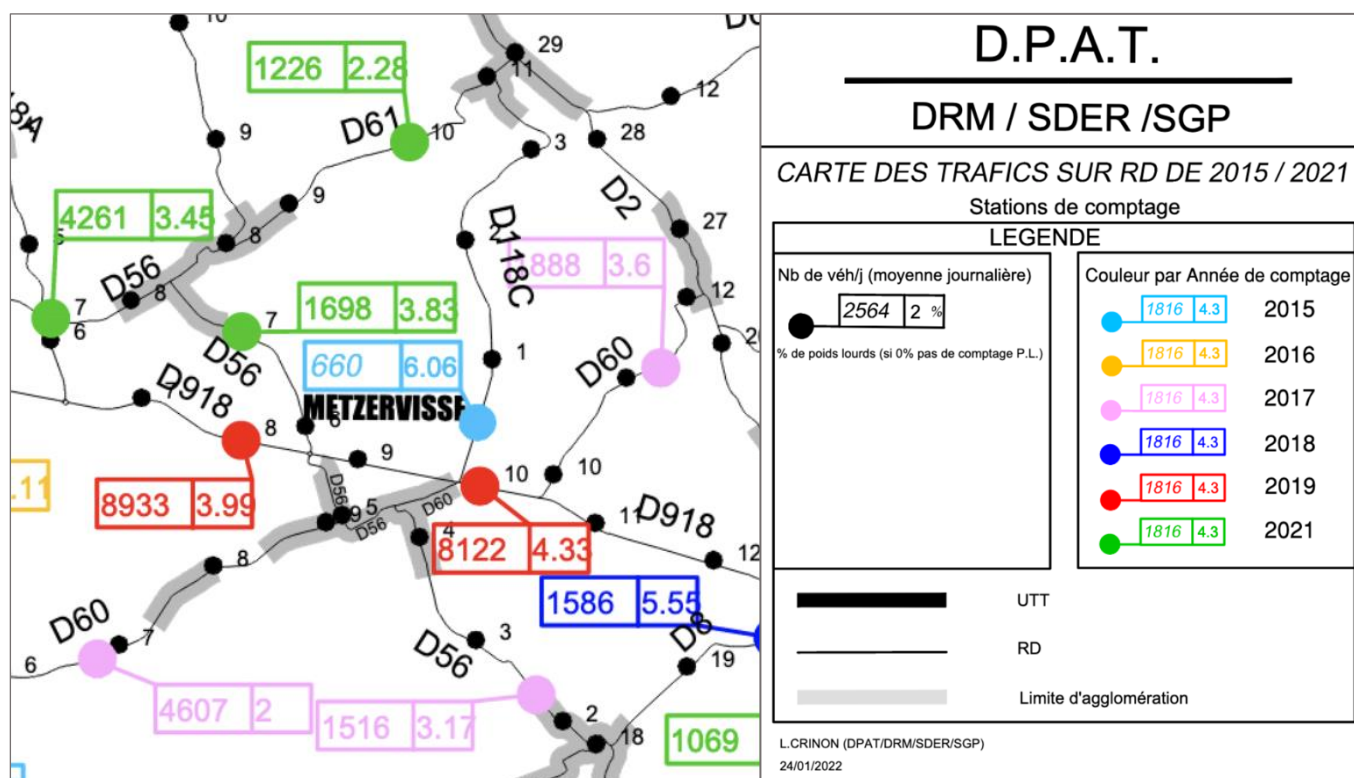 10
1226 2.28
29
11
12
D61
10
9
28
3
9
D2
27
4261 3.45
8
D118C
1888 3.6
D56
8
7
6
12
1698 3.83
7
D56
660 6.06
1
D60
METZERVISSE
D918
8
6
9
10
10
.11
8933 3.99
D56
5
9
D56
D60
4
8122 4.33
11
D918
12
8
1586 5.55
D60
7
6
3
D56
D8
19
4607 2
1516 3.17
2
18
1069
D.P.A.T.
DRM / SDER /SGP
CARTE DES TRAFICS SUR RD DE 2015 / 2021
Stations de comptage
LEGENDE
Nb de véh/j (moyenne journalière)
2564 2 %
% de poids lourds (si 0% pas de comptage P.L.)
Couleur par Année de comptage
1816 4.3 2015
1816 4.3 2016
1816 4.3 2017
1816 4.3 2018
1816 4.3 2019
1816 4.3 2021
UTT
RD
Limite d'agglomération
L.CRINON (DPAT/DRM/SDER/SGP)
24/01/2022